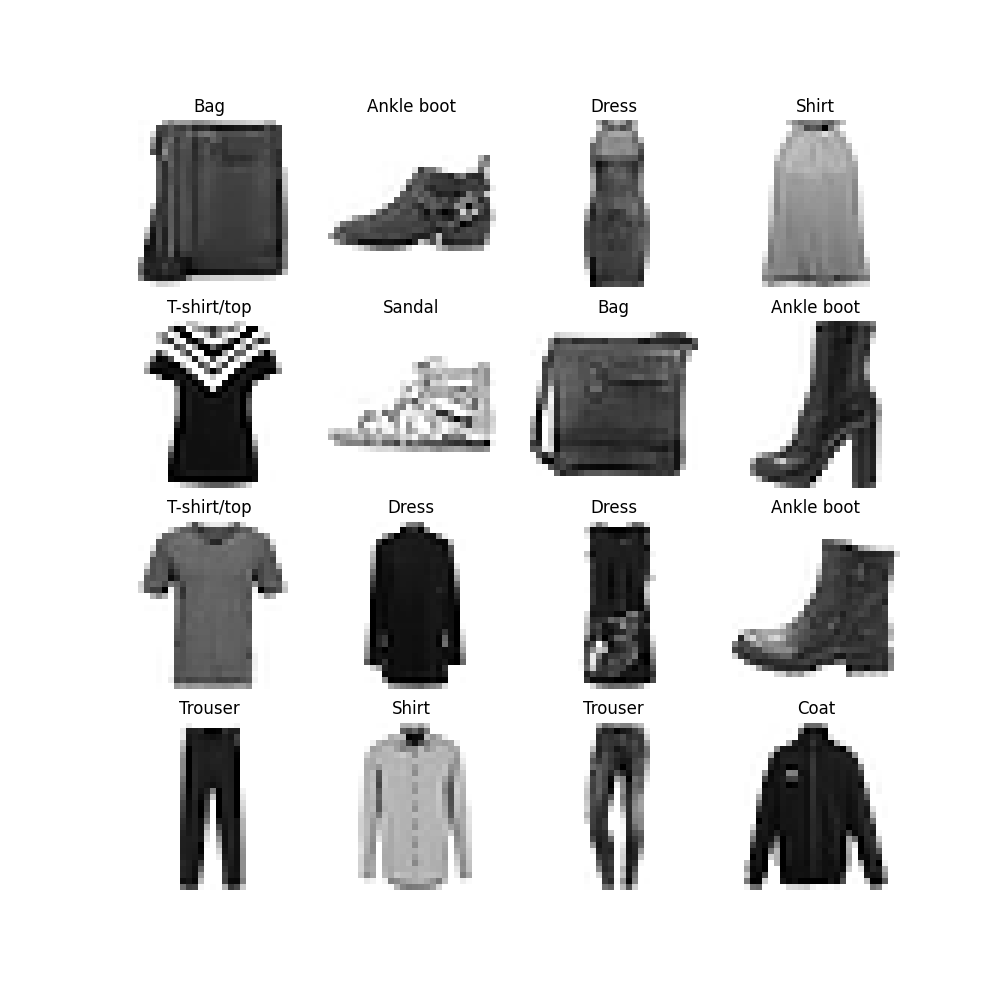 Bag Ankle boot Dress Shirt
T-shirt/top Sandal Bag Ankle boot
T-shirt/top Dress Dress Ankle boot
Trouser Shirt Trouser Coat